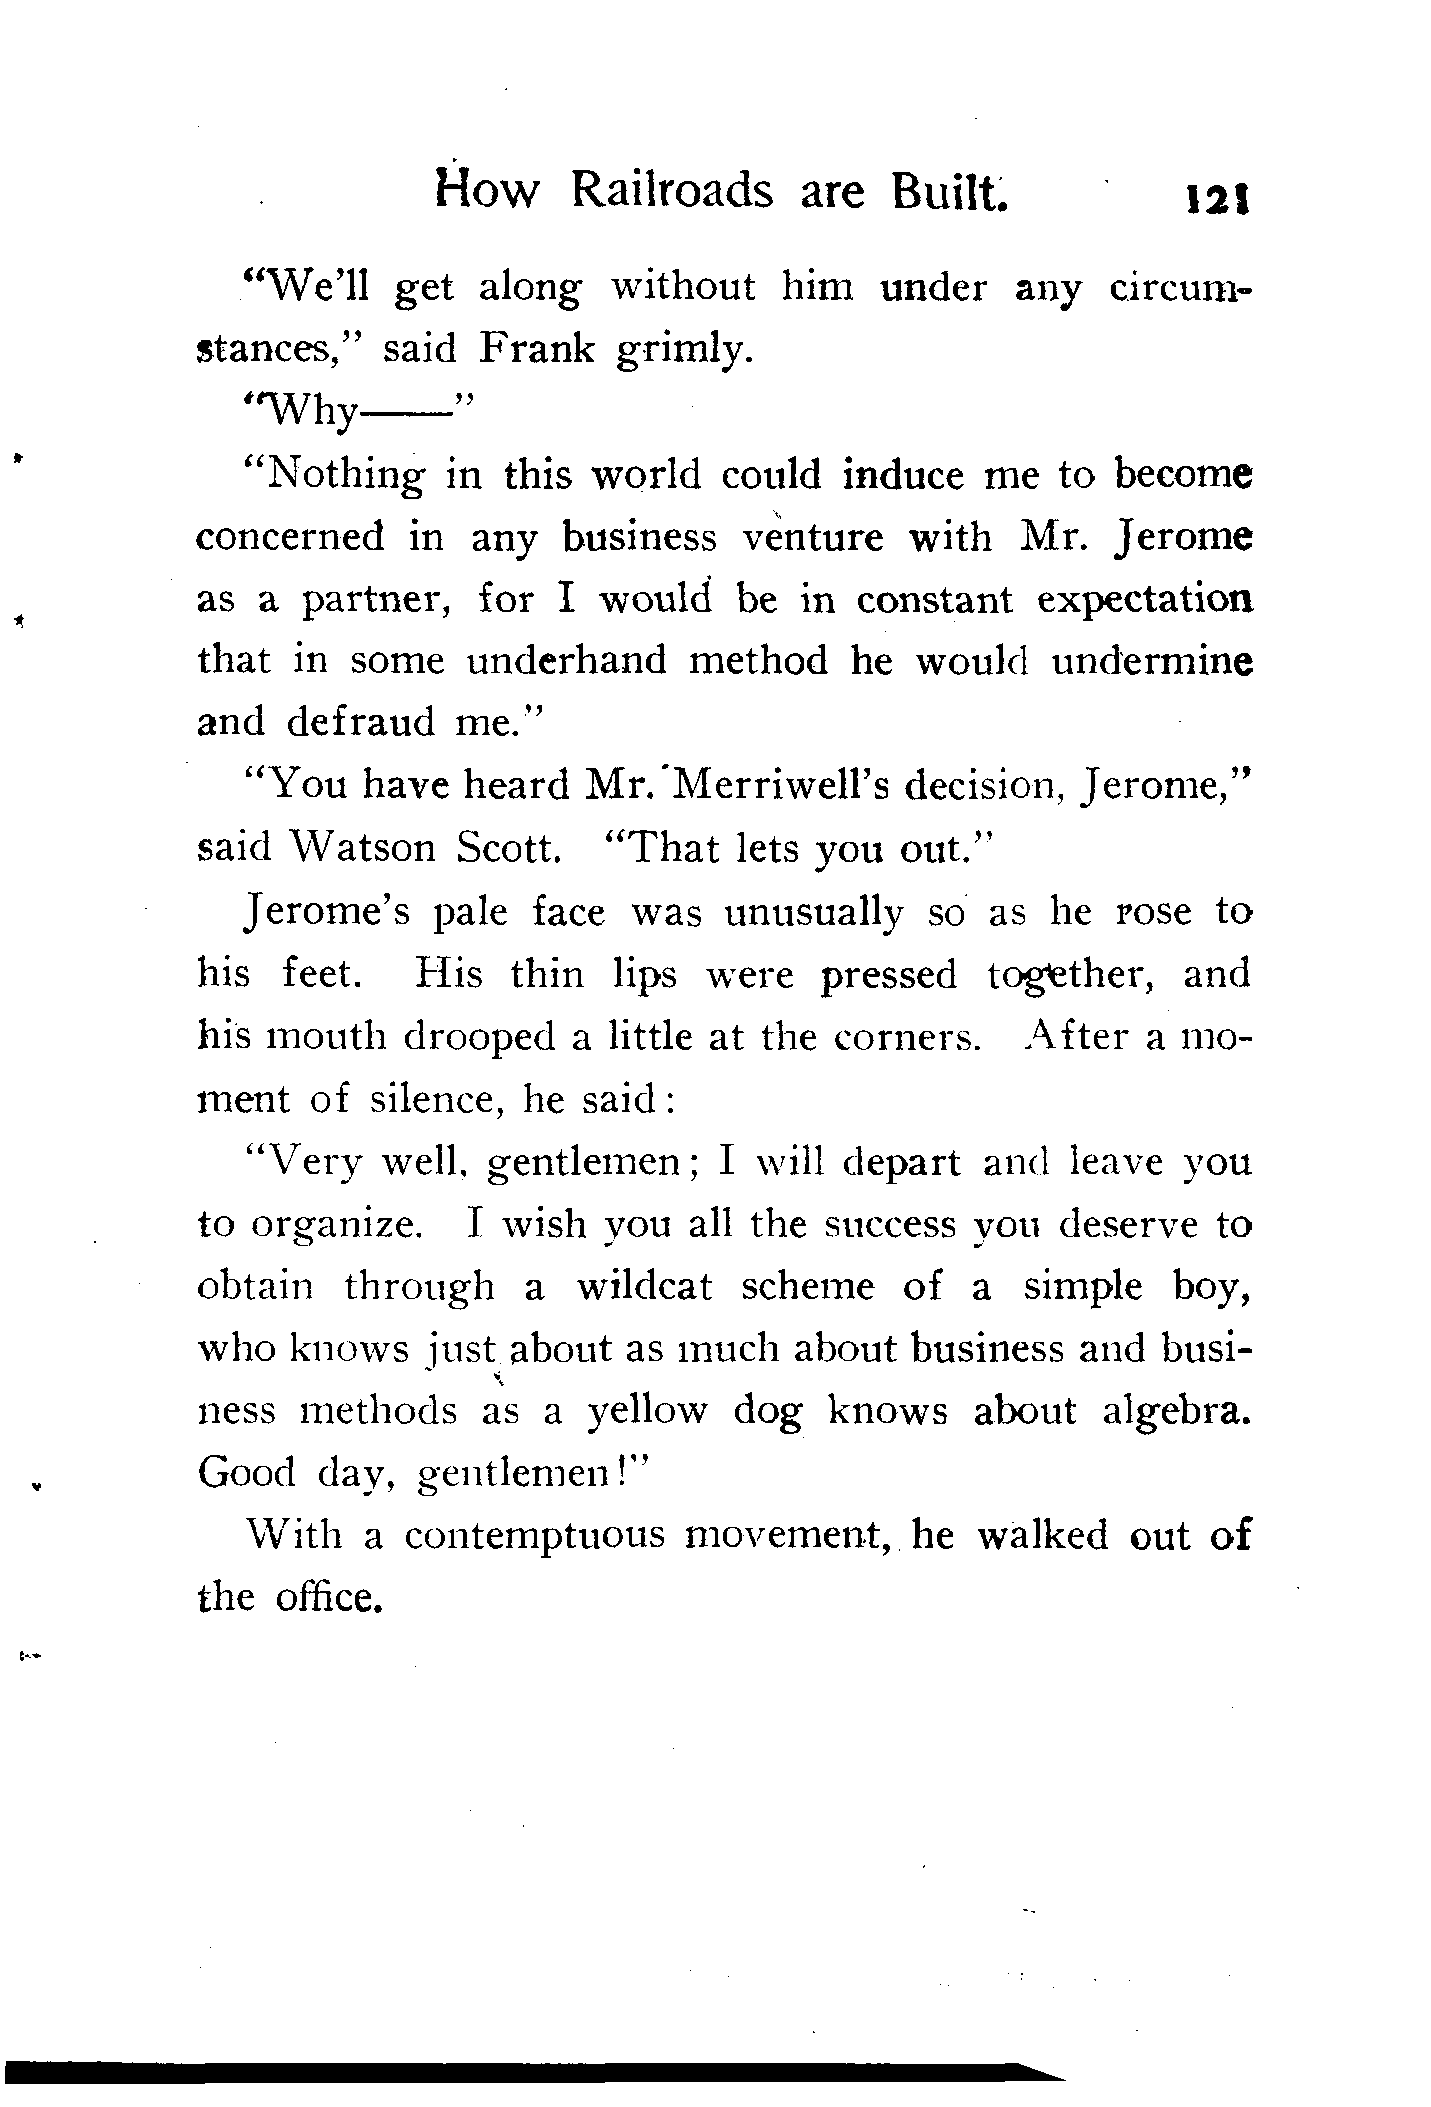 How Railroads are Built. 121
"We'll get along without him under any circum-
stances," said Frank grimly.
"Why——"
"Nothing in this world could induce me to become
concerned in any business venture with Mr. Jerome
as a partner, for I would be in constant expectation
that in some underhand method he would undermine
and defraud me."
"You have heard Mr. Merriwell's decision, Jerome,"
said Watson Scott. "That lets you out."
Jerome's pale face was unusually so as he rose to
his feet. His thin lips were pressed together, and
his mouth drooped a little at the corners. After a mo-
ment of silence, he said:
"Very well, gentlemen; I will depart and leave you
to organize. I wish you all the success you deserve to
obtain through a wildcat scheme of a simple boy,
who knows just about as much about business and busi-
ness methods as a yellow dog knows about algebra.
Good day, gentlemen!"
With a contemptuous movement, he walked out of
the office.